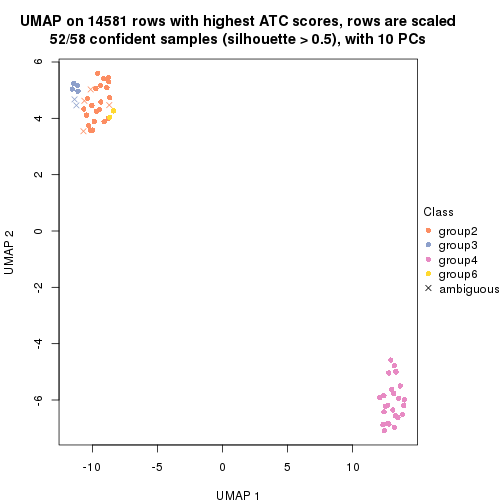 UMAP on 14581 rows with highest ATC scores, rows are scaled
52/58 confident samples (silhouette > 0.5), with 10 PCs
6
4
2
0
-2
-4
-6
UMAP 2
-10
-5
0
5
10
UMAP 1
Class
group2
group3
group4
group6
ambiguous